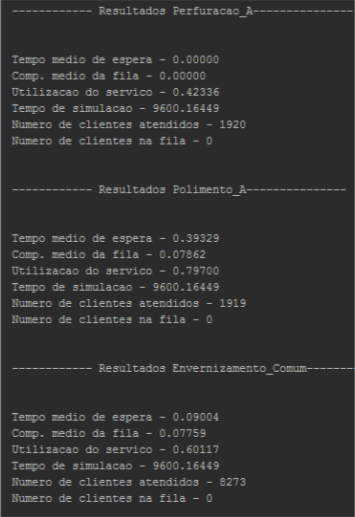 ------------ Resultados Perfuracao_A---------------
Tempo medio de espera - 0.00000
Comp. medio da fila - 0.00000
Utilizacao do servico - 0.42336
Tempo de simulacao - 9600.16449
Numero de clientes atendidos - 1920
Numero de clientes na fila - 0
------------ Resultados Polimento_A---------------
Tempo medio de espera - 0.39329
Comp. medio da fila - 0.07862
Utilizacao do servico - 0.79700
Tempo de simulacao - 9600.16449
Numero de clientes atendidos - 1919
Numero de clientes na fila - 0
------------ Resultados Envernizamento_Comum-------
Tempo medio de espera - 0.09004
Comp. medio da fila - 0.07759
Utilizacao do servico - 0.60117
Tempo de simulacao - 9600.16449
Numero de clientes atendidos - 8273
Numero de clientes na fila - 0